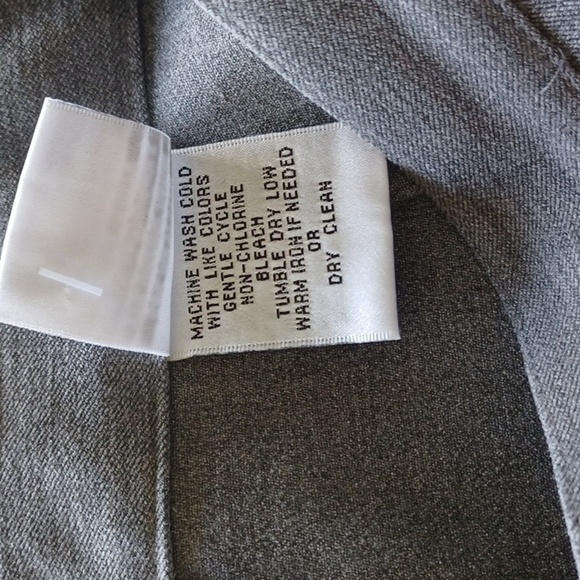 MACHINE WASH COLD
WITH LIKE COLORS
GENTLE CYCLE
NON-CHLORINE
BLEACH
TUMBLE DRY LOW
WARM IRON IF NEEDED
OR
DRY CLEAN